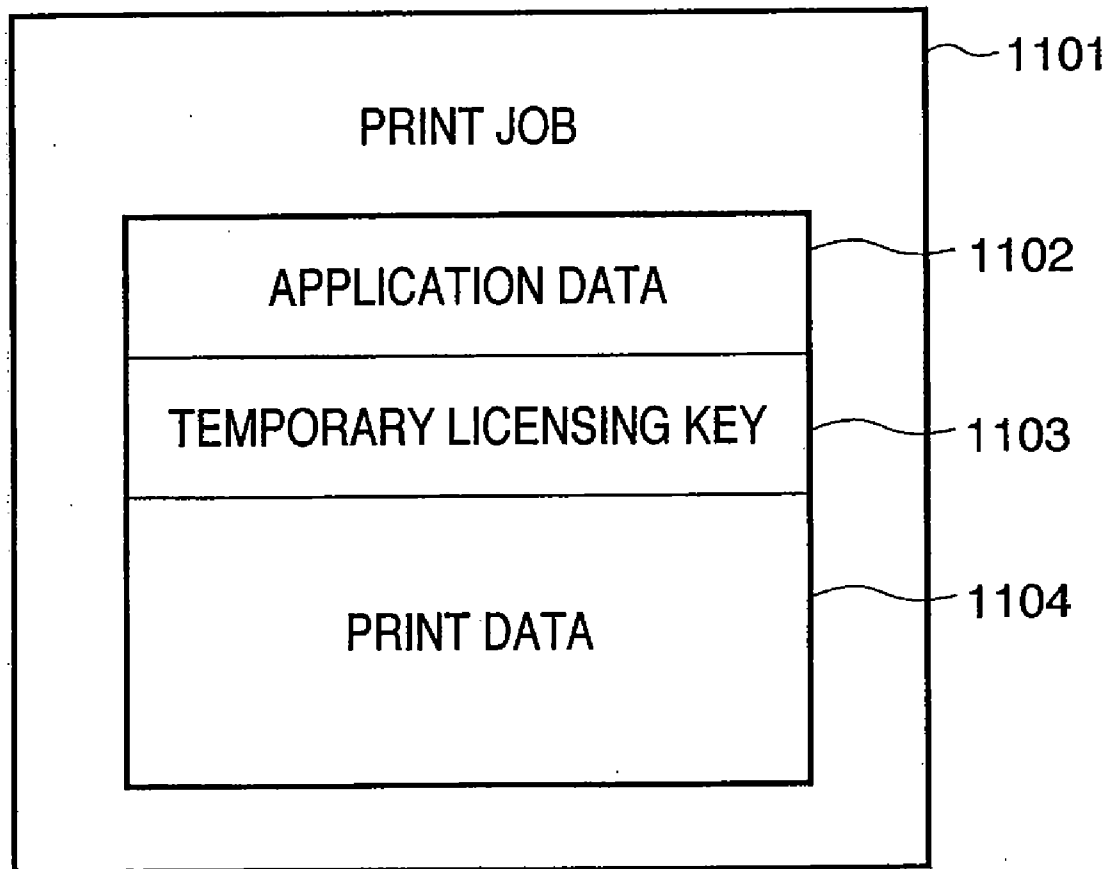 1101
PRINT JOB
1102
APPLICATION DATA
TEMPORARY LICENSING KEY
1103
PRINT DATA
1104